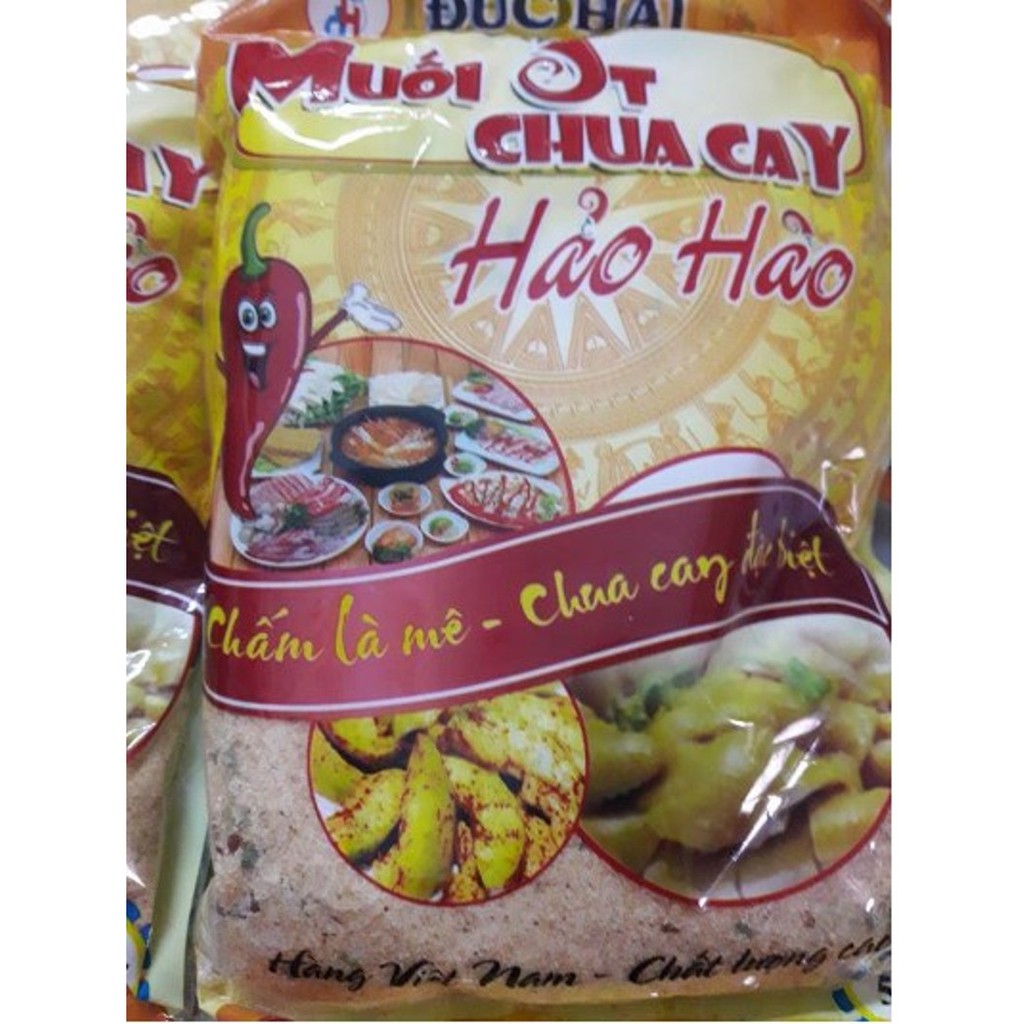 ĐỨC HẢI
MUỐI ỚT
CHUA CAY
Hảo Hảo
Chấm là mê - Chua cay đặc biệt
Hàng Việt Nam - Chất lượng